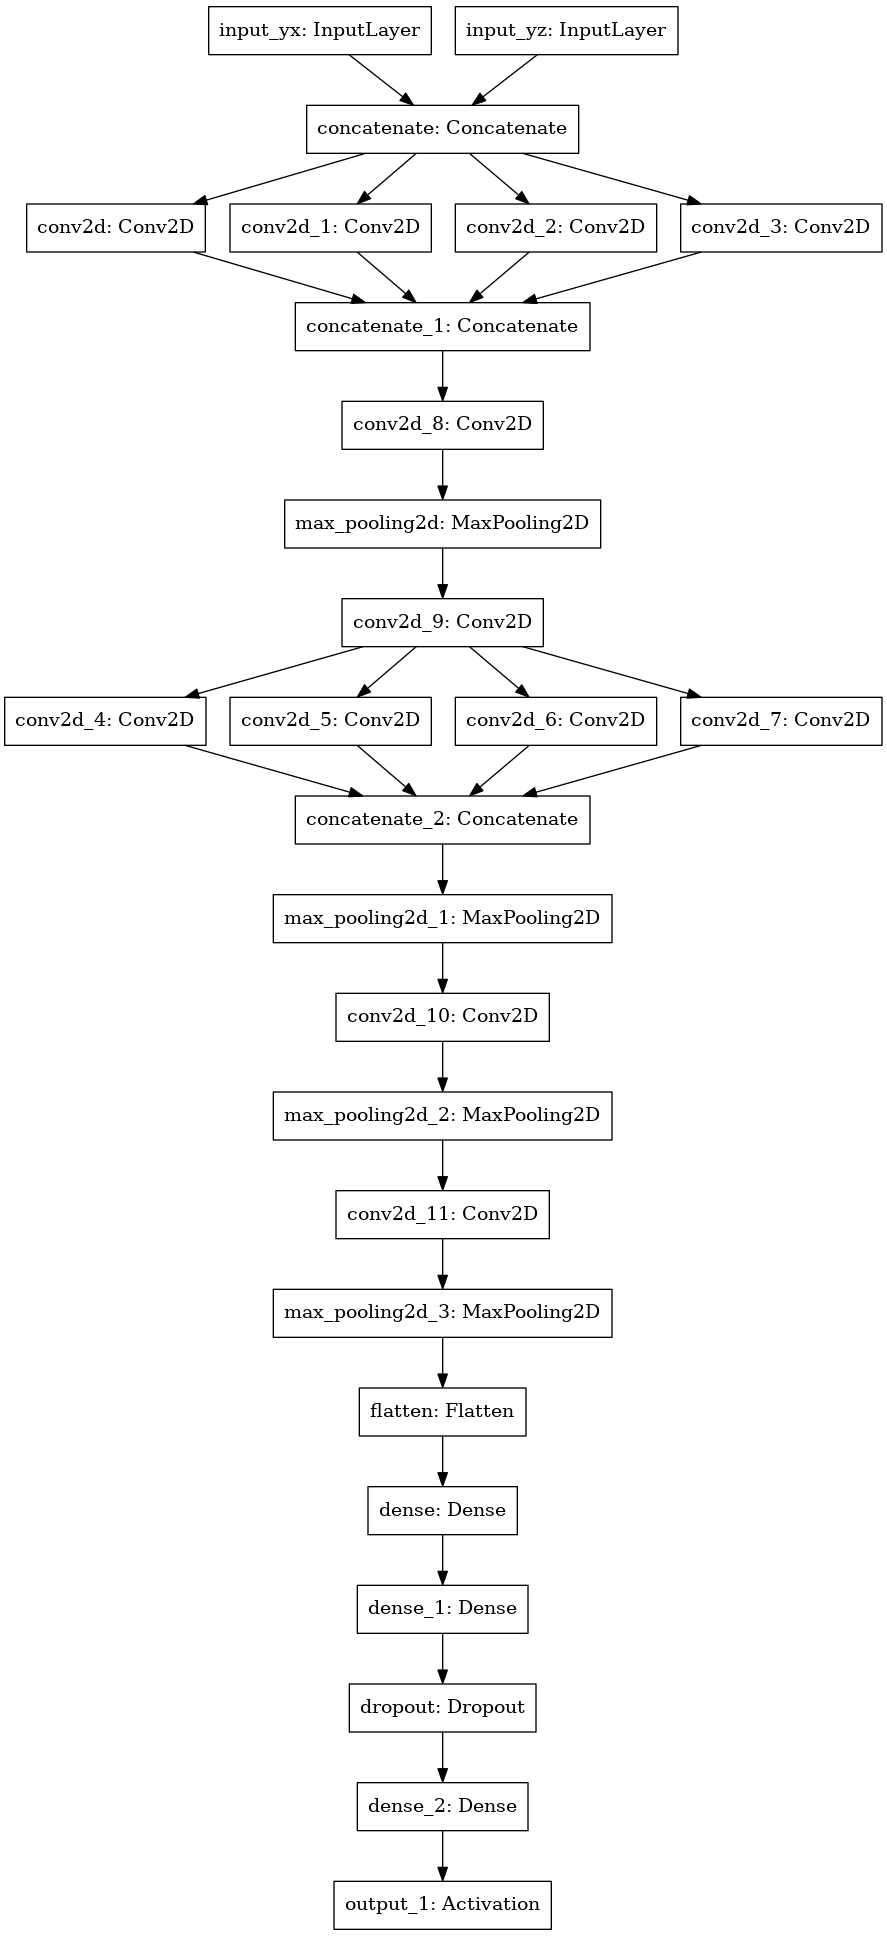 input_yx: InputLayer
input_yz: InputLayer
concatenate: Concatenate
conv2d: Conv2D
conv2d_1: Conv2D
conv2d_2: Conv2D
conv2d_3: Conv2D
concatenate_1: Concatenate
conv2d_8: Conv2D
max_pooling2d: MaxPooling2D
conv2d_9: Conv2D
conv2d_4: Conv2D
conv2d_5: Conv2D
conv2d_6: Conv2D
conv2d_7: Conv2D
concatenate_2: Concatenate
max_pooling2d_1: MaxPooling2D
conv2d_10: Conv2D
max_pooling2d_2: MaxPooling2D
conv2d_11: Conv2D
max_pooling2d_3: MaxPooling2D
flatten: Flatten
dense: Dense
dense_1: Dense
dropout: Dropout
dense_2: Dense
output_1: Activation